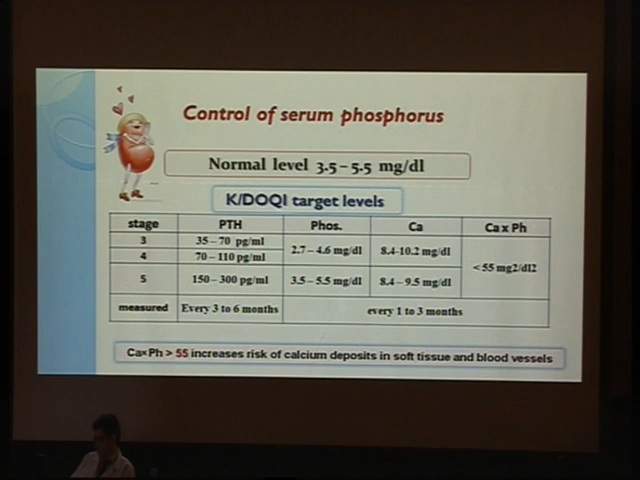 Control of serum phosphorus
Normal level 3.5 – 5.5 mg/dl
K/DOQI target levels
stage PTH Phos. Ca Ca x Ph
3 35 – 70 pg/ml 2.7 – 4.6 mg/dl 8.4-10.2 mg/dl < 55 mg2/dl2
4 70 – 110 pg/ml
5 150 – 300 pg/ml 3.5 – 5.5 mg/dl 8.4 – 9.5 mg/dl
measured Every 3 to 6 months every 1 to 3 months
Ca×Ph > 55 increases risk of calcium deposits in soft tissue and blood vessels